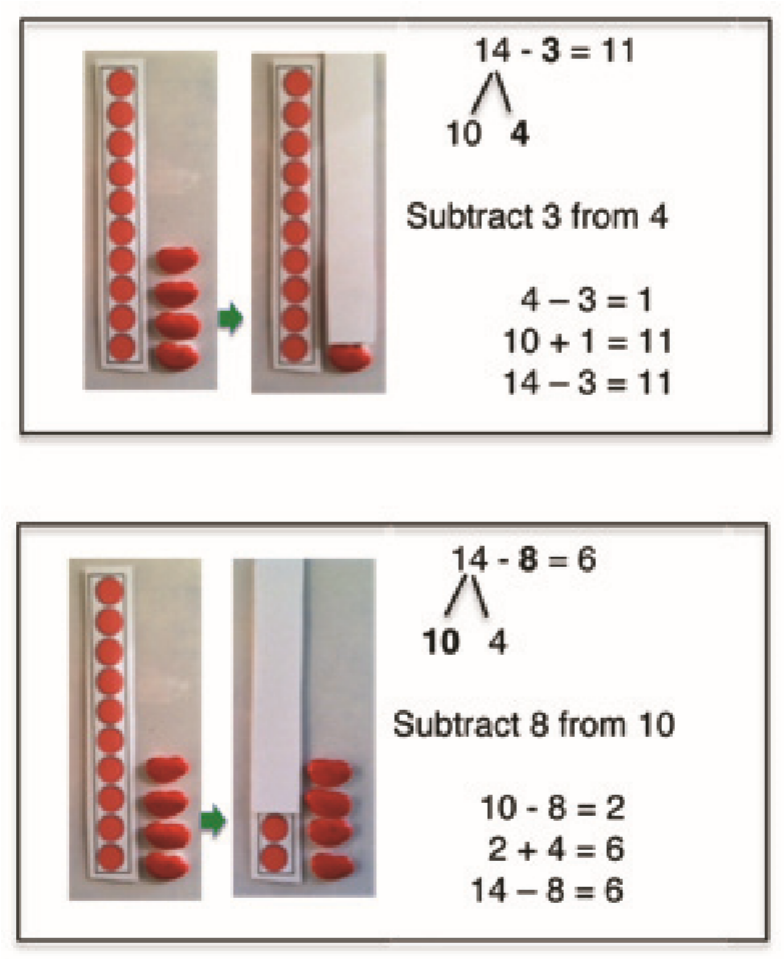 14 - 3 = 11
10 4
Subtract 3 from 4
4 – 3 = 1
10 + 1 = 11
14 – 3 = 11
14 - 8 = 6
10 4
Subtract 8 from 10
10 - 8 = 2
2 + 4 = 6
14 – 8 = 6